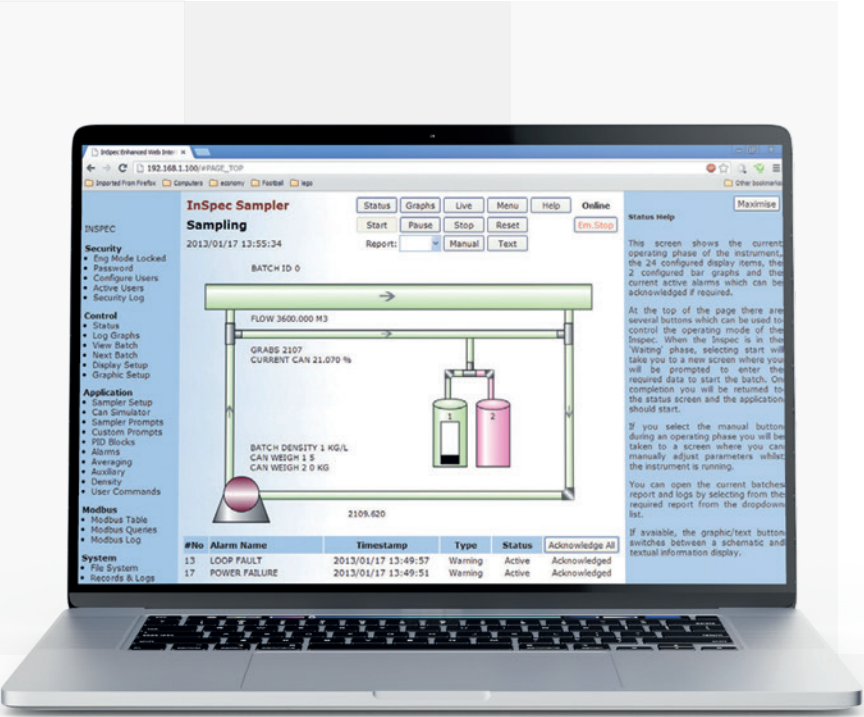 InSpec Enhanced Web Inter
192.168.1.100/#PAGE_TOP
Imported From Firefox Computers economy Football lego Other bookmarks
INSPEC
Security
• Eng Mode Locked
• Password
• Configure Users
• Active Users
• Security Log
Control
• Status
• Log Graphs
• View Batch
• Next Batch
• Display Setup
• Graphic Setup
Application
• Sampler Setup
• Can Simulator
• Sampler Prompts
• Custom Prompts
• PID Blocks
• Alarms
• Averaging
• Auxiliary
• Density
• User Commands
Modbus
• Modbus Table
• Modbus Queries
• Modbus Log
System
• File System
• Records & Logs
InSpec Sampler
Status Graphs Live Menu Help Online
Sampling
Start Pause Stop Reset Em.Stop
2013/01/17 13:55:34
Report: Manual Text
BATCH ID 0
FLOW 3600.000 M3
GRABS 2107
CURRENT CAN 21.070 %
1 2
BATCH DENSITY 1 KG/L
CAN WEIGH 1 5
CAN WEIGH 2 0 KG
2109.620
#No Alarm Name Timestamp Type Status Acknowledge All
13 LOOP FAULT 2013/01/17 13:49:57 Warning Active Acknowledged
17 POWER FAILURE 2013/01/17 13:49:51 Warning Active Acknowledged
Maximise
Status Help
This screen shows the current
operating phase of the instrument,
the 24 configured display items, the
2 configured bar graphs and the
current active alarms which can be
acknowledged if required.
At the top of the page there are
several buttons which can be used to
control the operating mode of the
Inspec. When the Inspec is in the
'Waiting' phase, selecting start will
take you to a new screen where you
will be prompted to enter the
required data to start the batch. On
completion you will be returned to
the status screen and the application
should start.
If you select the manual button
during an operating phase you will be
taken to a screen where you can
manually adjust parameters whilst
the instrument is running.
You can open the current batches
report and logs by selecting from the
required report from the dropdown
list.
If avaiable, the graphic/text button
switches between a schematic and
textual information display.